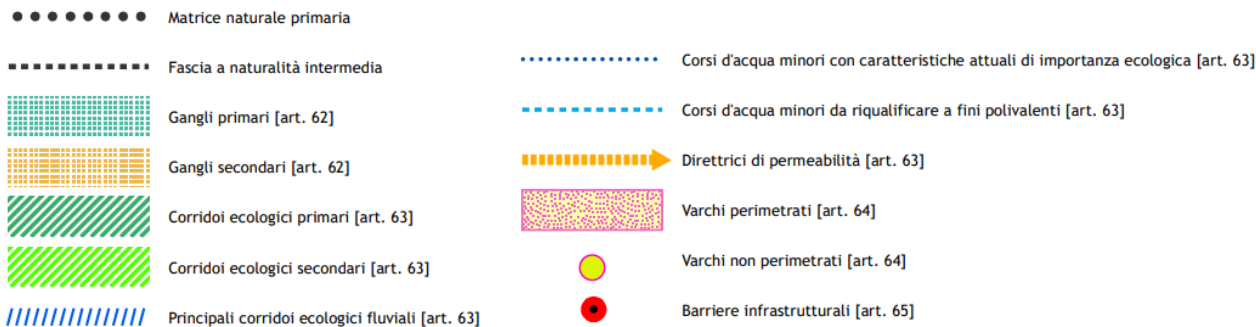 Matrice naturale primaria
Fascia a naturalità intermedia
Gangli primari [art. 62]
Gangli secondari [art. 62]
Corridoi ecologici primari [art. 63]
Corridoi ecologici secondari [art. 63]
Principali corridoi ecologici fluviali [art. 63]
Corsi d'acqua minori con caratteristiche attuali di importanza ecologica [art. 63]
Corsi d'acqua minori da riqualificare a fini polivalenti [art. 63]
Direttrici di permeabilità [art. 63]
Varchi perimetrati [art. 64]
Varchi non perimetrati [art. 64]
Barriere infrastrutturali [art. 65]